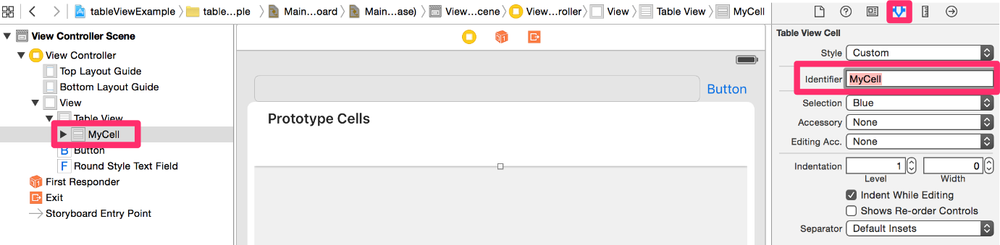 tableViewExample table...ple Main...oard Main...ase) View...cene View...roller View Table View MyCell
View Controller Scene
View Controller
Top Layout Guide
Bottom Layout Guide
View
Table View
MyCell
B Button
F Round Style Text Field
First Responder
Exit
Storyboard Entry Point
Button
Prototype Cells
Table View Cell
Style Custom
Identifier MyCell
Selection Blue
Accessory None
Editing Acc. None
Indentation 1 0
Level Width
Indent While Editing
Shows Re-order Controls
Separator Default Insets